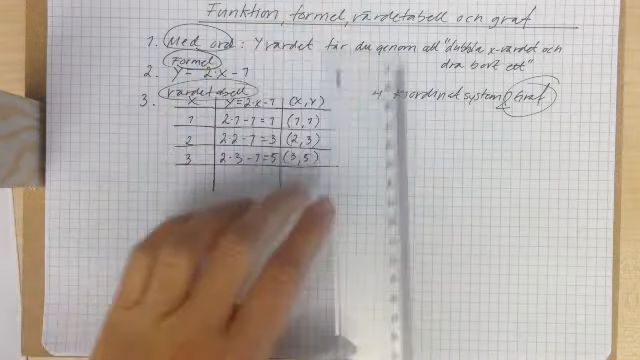 Funktion, formel, värdetabell och graf
1. Med ord: Y värdet får du genom att "dubbla x-värdet och
dra bort ett"
Formel
2. Y = 2·X - 1
3. Värdetabell
4. Koordinatsystem & Graf
X Y=2·X-1 (X,Y)
1 2·1-1=1 (1,1)
2 2·2-1=3 (2,3)
3 2·3-1=5 (3,5)